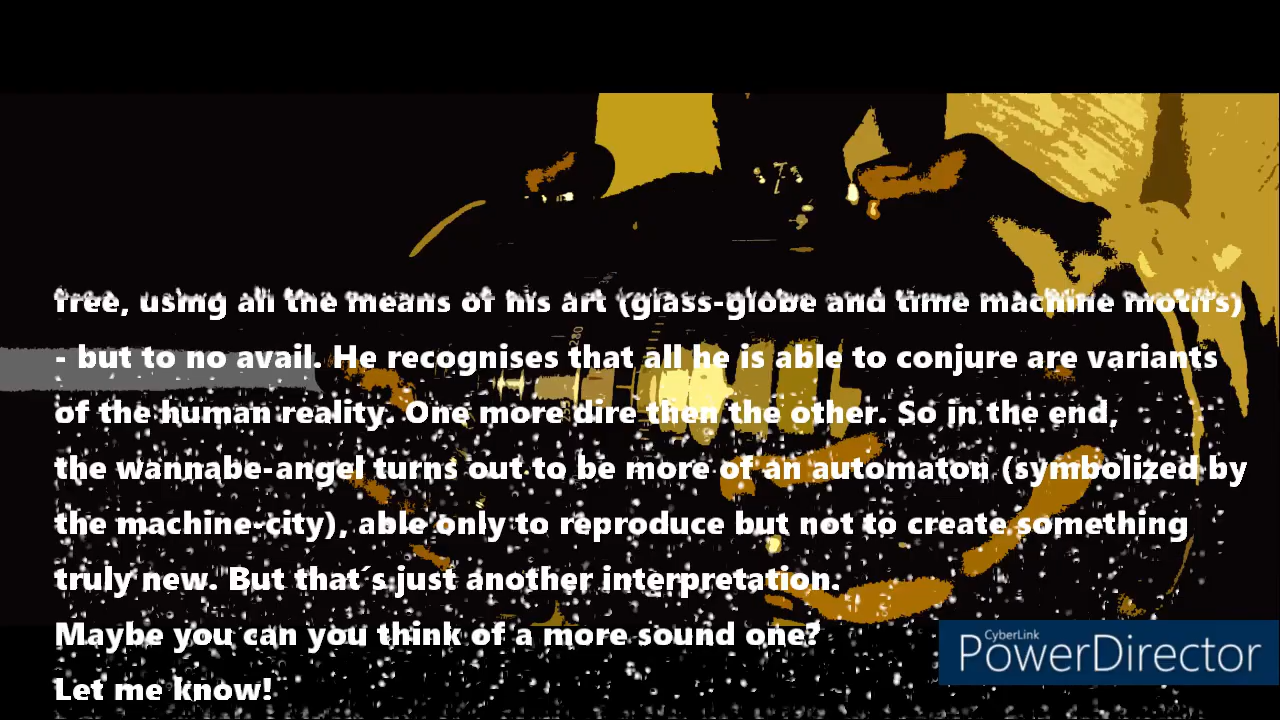 free, using all the means of his art (glass-globe and time machine motifs)
- but to no avail. He recognises that all he is able to conjure are variants
of the human reality. One more dire then the other. So in the end,
the wannabe-angel turns out to be more of an automaton (symbolized by
the machine-city), able only to reproduce but not to create something
truly new. But that´s just another interpretation.
Maybe you can you think of a more sound one?
Let me know!
CyberLink
PowerDirector
280